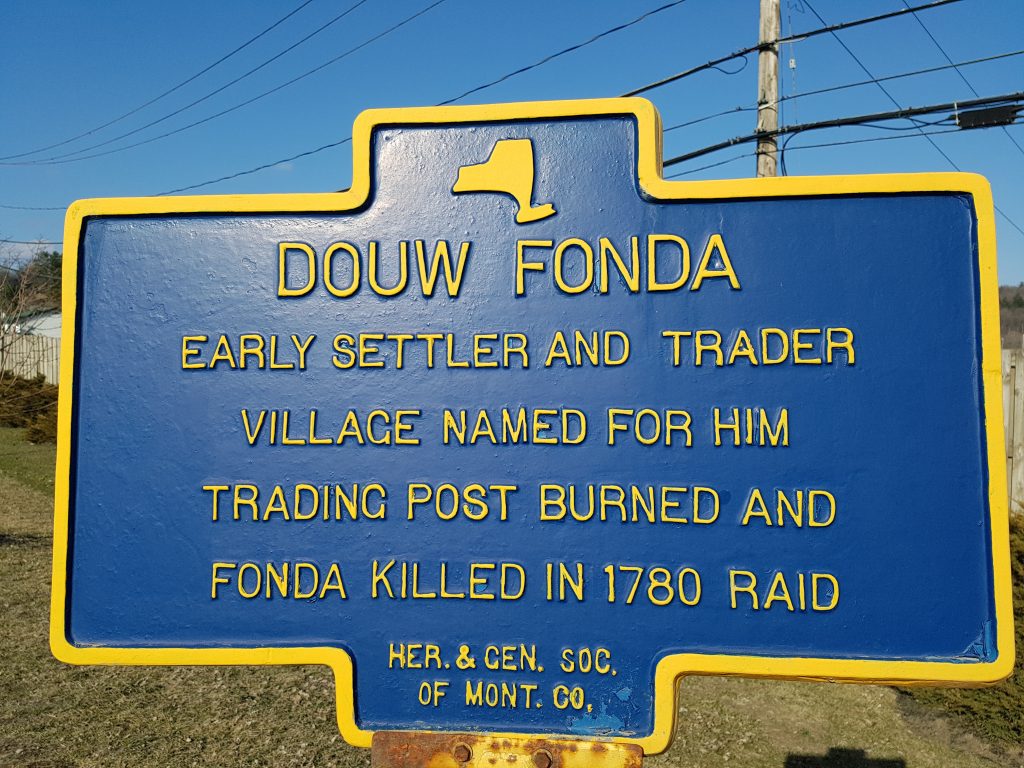 DOUW FONDA
EARLY SETTLER AND TRADER
VILLAGE NAMED FOR HIM
TRADING POST BURNED AND
FONDA KILLED IN 1780 RAID
HER. & GEN. SOC.
OF MONT. CO.